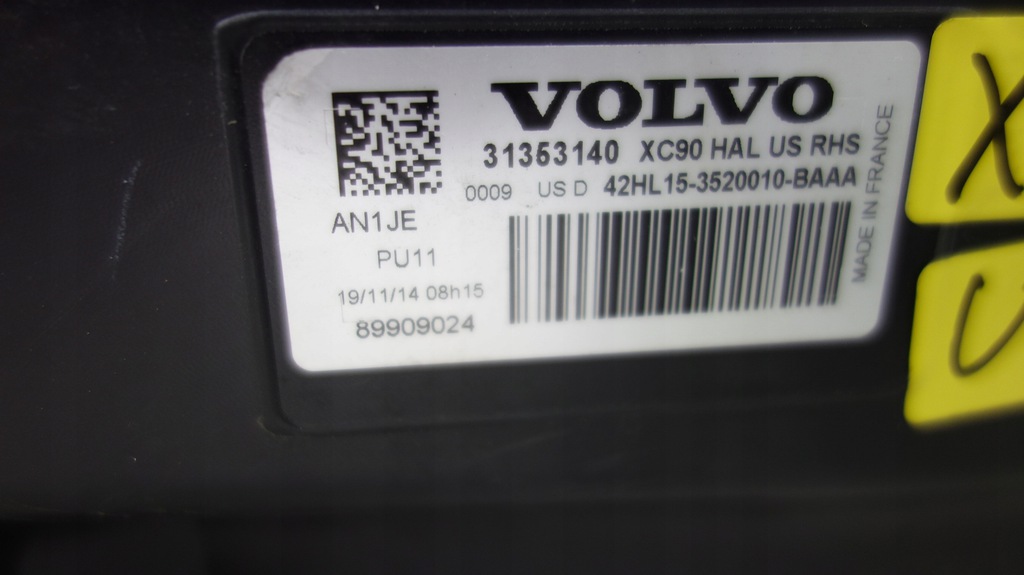 VOLVO
31353140 XC90 HAL US RHS
0009 US D 42HL15-3520010-BAAA
AN1JE
PU11
19/11/14 08h15
89909024
MADE IN FRANCE
X